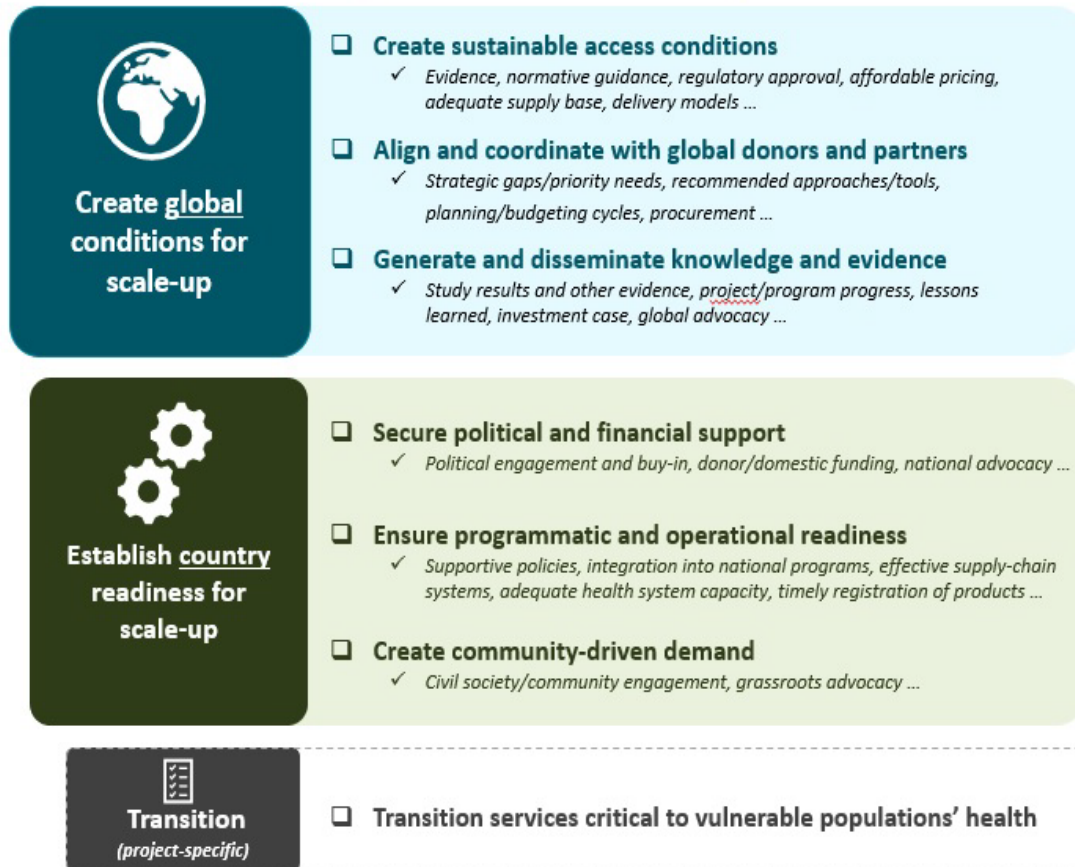 Create global
conditions for
scale-up
❑ Create sustainable access conditions
✓ Evidence, normative guidance, regulatory approval, affordable pricing,
adequate supply base, delivery models ...
❑ Align and coordinate with global donors and partners
✓ Strategic gaps/priority needs, recommended approaches/tools,
planning/budgeting cycles, procurement ...
❑ Generate and disseminate knowledge and evidence
✓ Study results and other evidence, project/program progress, lessons
learned, investment case, global advocacy ...
Establish country
readiness for
scale-up
❑ Secure political and financial support
✓ Political engagement and buy-in, donor/domestic funding, national advocacy ...
❑ Ensure programmatic and operational readiness
✓ Supportive policies, integration into national programs, effective supply-chain
systems, adequate health system capacity, timely registration of products ...
❑ Create community-driven demand
✓ Civil society/community engagement, grassroots advocacy ...
Transition
(project-specific)
❑ Transition services critical to vulnerable populations’ health